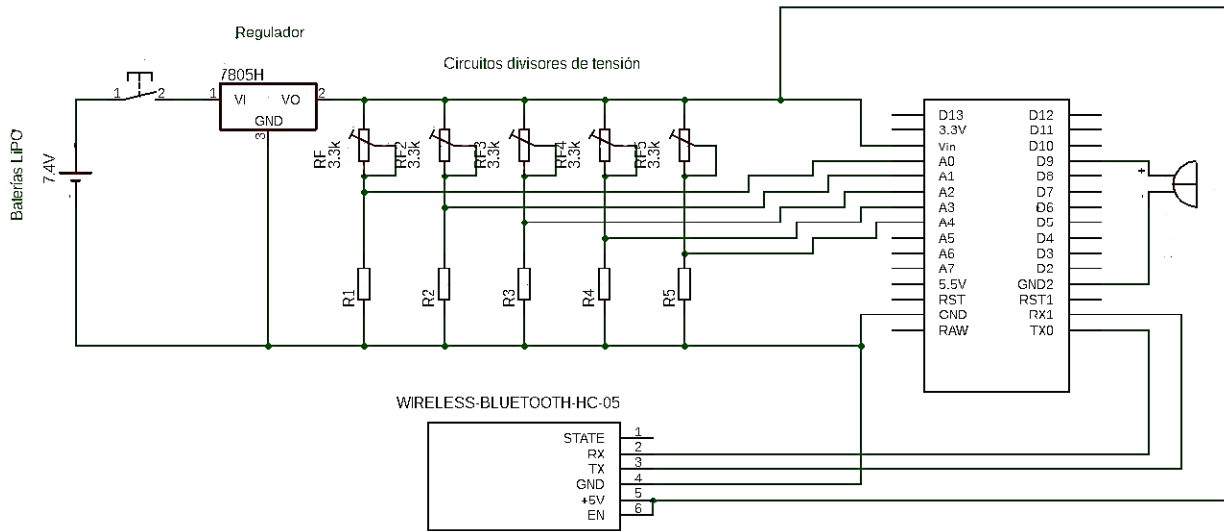 Regulador
Circuitos divisores de tensión
7805H
1 2
1 VI VO 2
GND
3
Baterías LiPO
7.4V
RF
3.3k
RF2
3.3k
RF3
3.3k
RF4
3.3k
RF5
3.3k
R1
R2
R3
R4
R5
D13 D12
3.3V D11
Vin D10
A0 D9
A1 D8
A2 D7
A3 D6
A4 D5
A5 D4
A6 D3
A7 D2
5.5V GND2
RST RST1
GND RX1
RAW TX0
+
-
WIRELESS-BLUETOOTH-HC-05
STATE 1
RX 2
TX 3
GND 4
+5V 5
EN 6